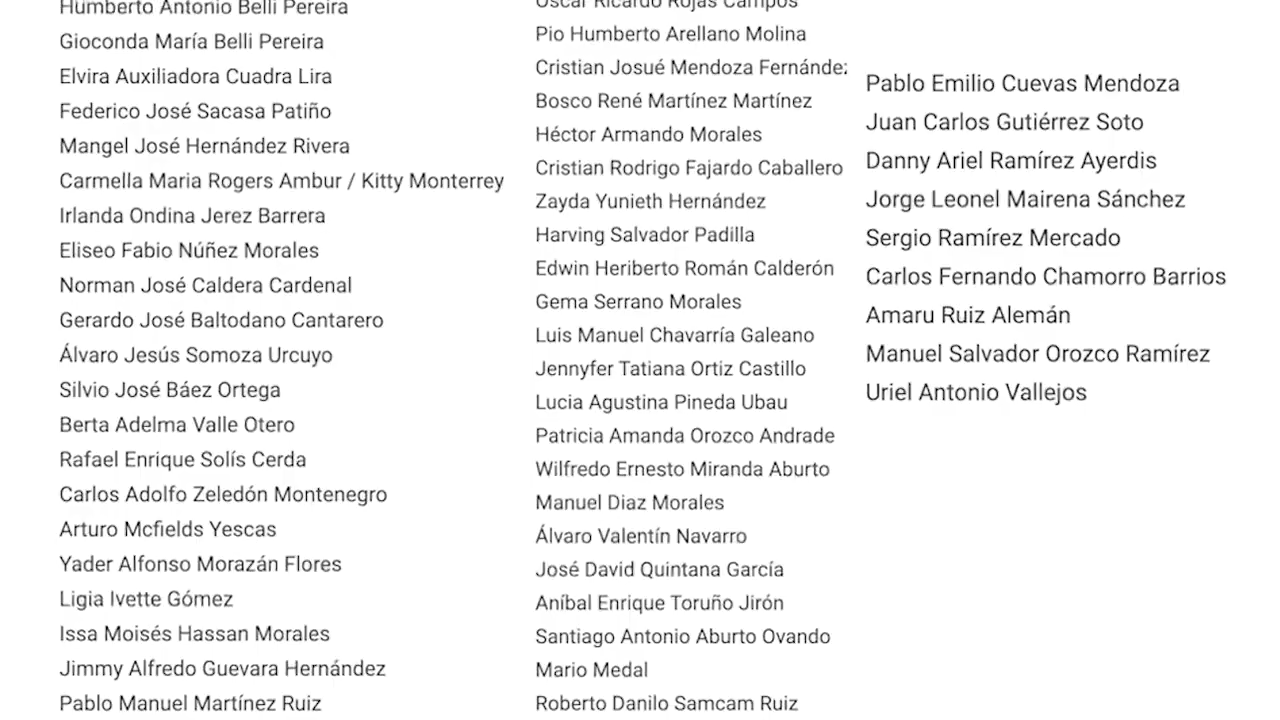 Humberto Antonio Belli Pereira
Gioconda María Belli Pereira
Elvira Auxiliadora Cuadra Lira
Federico José Sacasa Patiño
Mangel José Hernández Rivera
Carmella Maria Rogers Ambur / Kitty Monterrey
Irlanda Ondina Jerez Barrera
Eliseo Fabio Núñez Morales
Norman José Caldera Cardenal
Gerardo José Baltodano Cantarero
Álvaro Jesús Somoza Urcuyo
Silvio José Báez Ortega
Berta Adelma Valle Otero
Rafael Enrique Solís Cerda
Carlos Adolfo Zeledón Montenegro
Arturo Mcfields Yescas
Yader Alfonso Morazán Flores
Ligia Ivette Gómez
Issa Moisés Hassan Morales
Jimmy Alfredo Guevara Hernández
Pablo Manuel Martínez Ruiz
Oscar Ricardo Rojas Campos
Pio Humberto Arellano Molina
Cristian Josué Mendoza Fernández
Bosco René Martínez Martínez
Héctor Armando Morales
Cristian Rodrigo Fajardo Caballero
Zayda Yunieth Hernández
Harving Salvador Padilla
Edwin Heriberto Román Calderón
Gema Serrano Morales
Luis Manuel Chavarría Galeano
Jennyfer Tatiana Ortiz Castillo
Lucia Agustina Pineda Ubau
Patricia Amanda Orozco Andrade
Wilfredo Ernesto Miranda Aburto
Manuel Diaz Morales
Álvaro Valentín Navarro
José David Quintana García
Aníbal Enrique Toruño Jirón
Santiago Antonio Aburto Ovando
Mario Medal
Roberto Danilo Samcam Ruiz
Pablo Emilio Cuevas Mendoza
Juan Carlos Gutiérrez Soto
Danny Ariel Ramírez Ayerdis
Jorge Leonel Mairena Sánchez
Sergio Ramírez Mercado
Carlos Fernando Chamorro Barrios
Amaru Ruiz Alemán
Manuel Salvador Orozco Ramírez
Uriel Antonio Vallejos